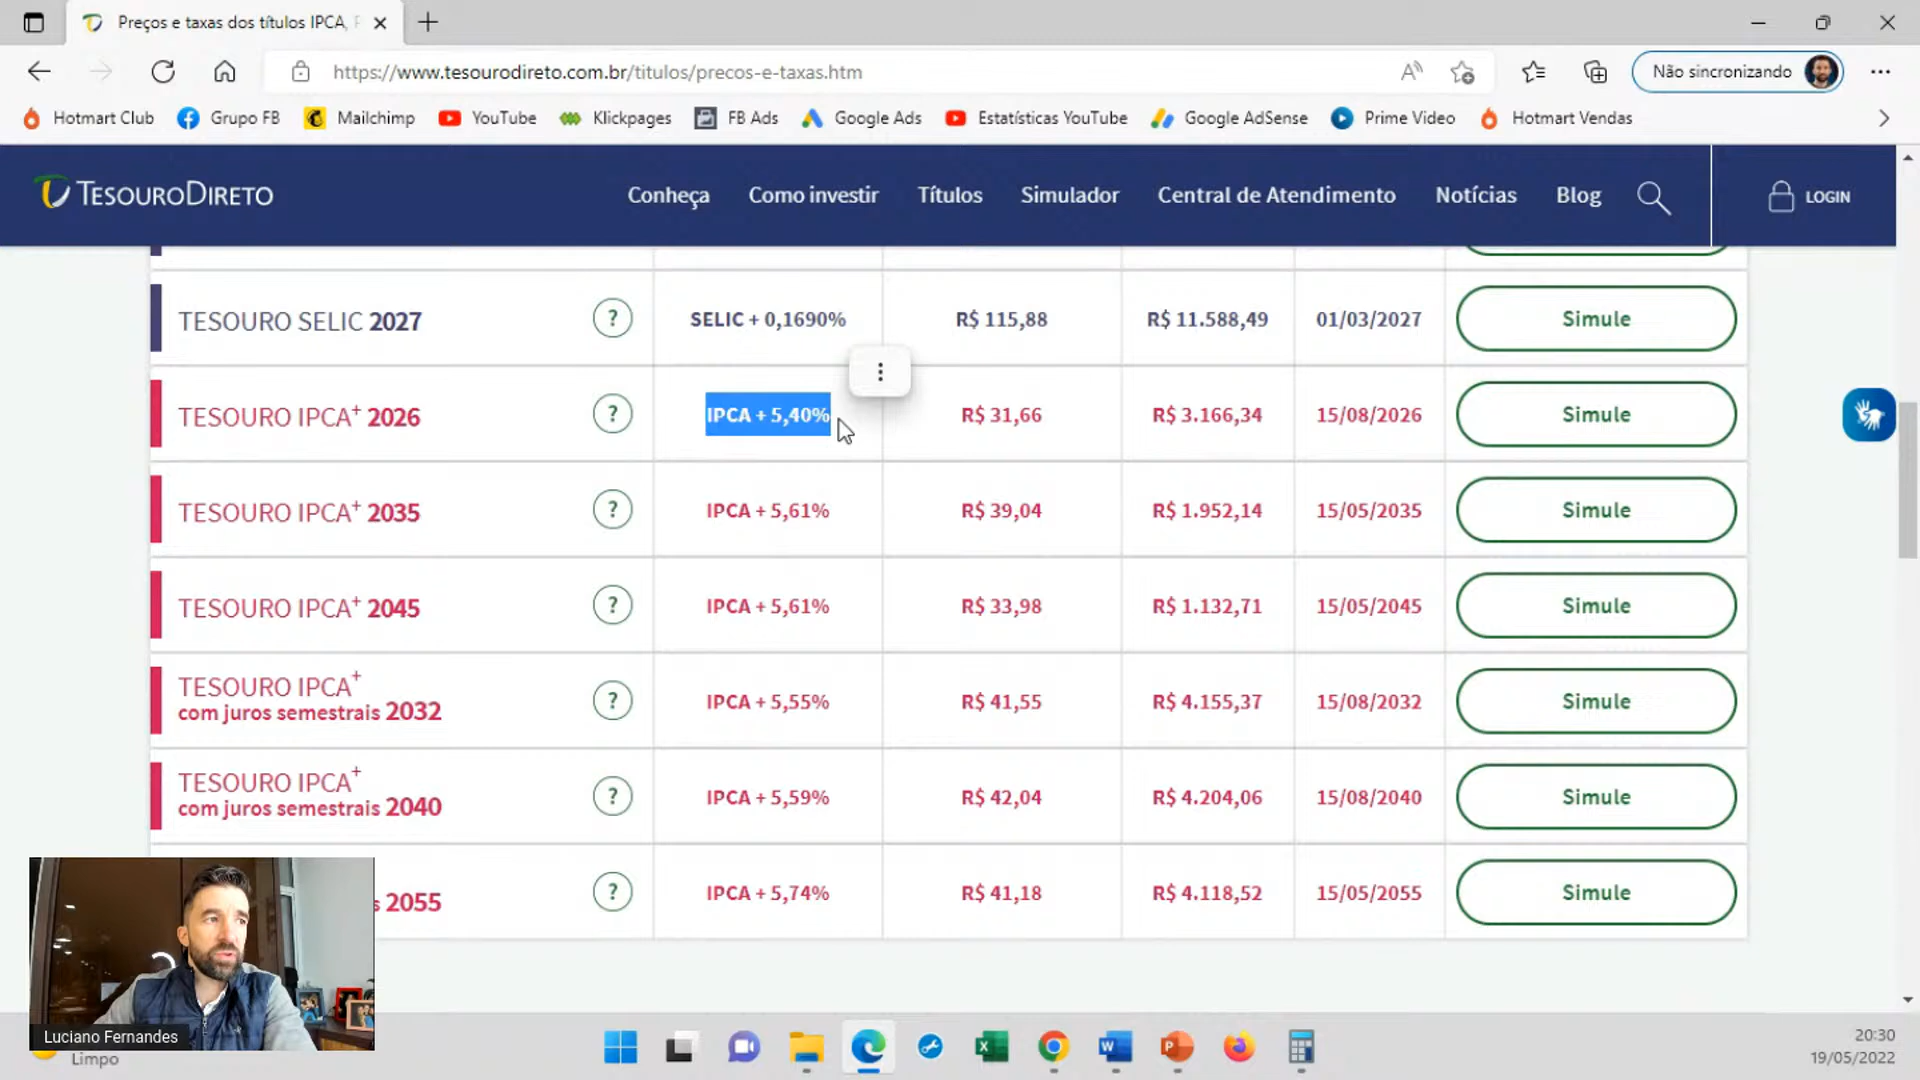 Preços e taxas dos títulos IPCA, P
https://www.tesourodireto.com.br/titulos/precos-e-taxas.htm
Não sincronizando
Hotmart Club
Grupo FB
Mailchimp
YouTube
Klickpages
FB Ads
Google Ads
Estatísticas YouTube
Google AdSense
Prime Video
Hotmart Vendas
TESOURODIRETO
Conheça
Como investir
Títulos
Simulador
Central de Atendimento
Notícias
Blog
LOGIN
TESOURO SELIC 2027 ? SELIC + 0,1690% R$ 115,88 R$ 11.588,49 01/03/2027 Simule
TESOURO IPCA+ 2026 ? IPCA + 5,40% R$ 31,66 R$ 3.166,34 15/08/2026 Simule
TESOURO IPCA+ 2035 ? IPCA + 5,61% R$ 39,04 R$ 1.952,14 15/05/2035 Simule
TESOURO IPCA+ 2045 ? IPCA + 5,61% R$ 33,98 R$ 1.132,71 15/05/2045 Simule
TESOURO IPCA+
com juros semestrais 2032 ? IPCA + 5,55% R$ 41,55 R$ 4.155,37 15/08/2032 Simule
TESOURO IPCA+
com juros semestrais 2040 ? IPCA + 5,59% R$ 42,04 R$ 4.204,06 15/08/2040 Simule
s 2055 ? IPCA + 5,74% R$ 41,18 R$ 4.118,52 15/05/2055 Simule
Luciano Fernandes
Limpo
20:30
19/05/2022